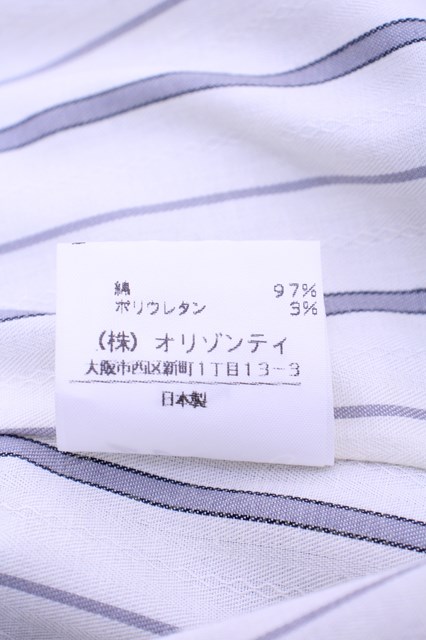 綿 97%
ポリウレタン 3%
(株) オリゾンティ
大阪市西区新町1丁目13-3
日本製